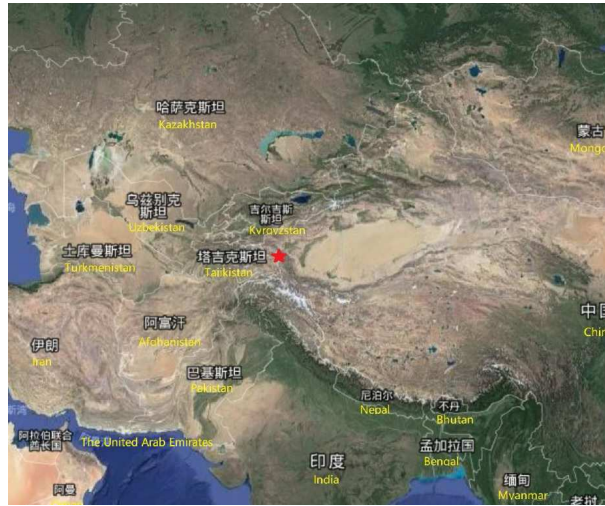 哈萨克斯坦
Kazakhstan
蒙古
Mongo
乌兹别克
斯坦
Uzbekistan
吉尔吉斯
斯坦
Kyrgyzstan
土库曼斯坦
Turkmenistan
塔吉克斯坦
Tajikistan
阿富汗
Afghanistan
伊朗
Iran
中国
Chin
巴基斯坦
Pakistan
尼泊尔
Nepal
不丹
Bhutan
斯湾
阿拉伯联合
酋长国
The United Arab Emirates
孟加拉国
Bengal
印度
India
缅甸
Myanmar
阿曼
老挝